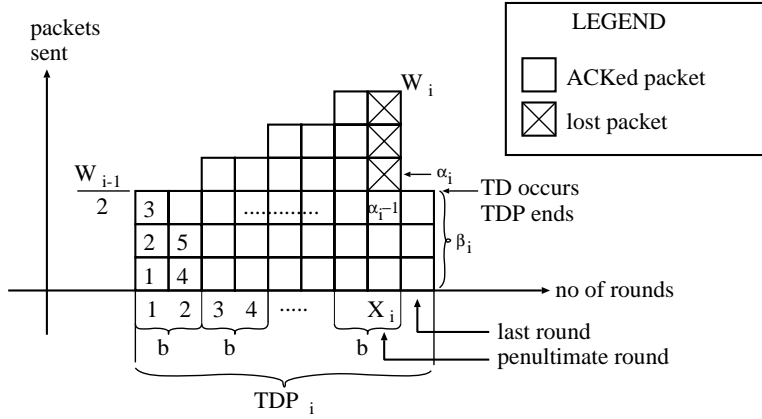 packets
sent
LEGEND
ACKed packet
lost packet
W i
α i
W i-1
2
TD occurs
TDP ends
3 ............. α i−1
2 5
β i
1 4
no of rounds
1 2 3 4 ..... X i
b b b
last round
penultimate round
TDP i